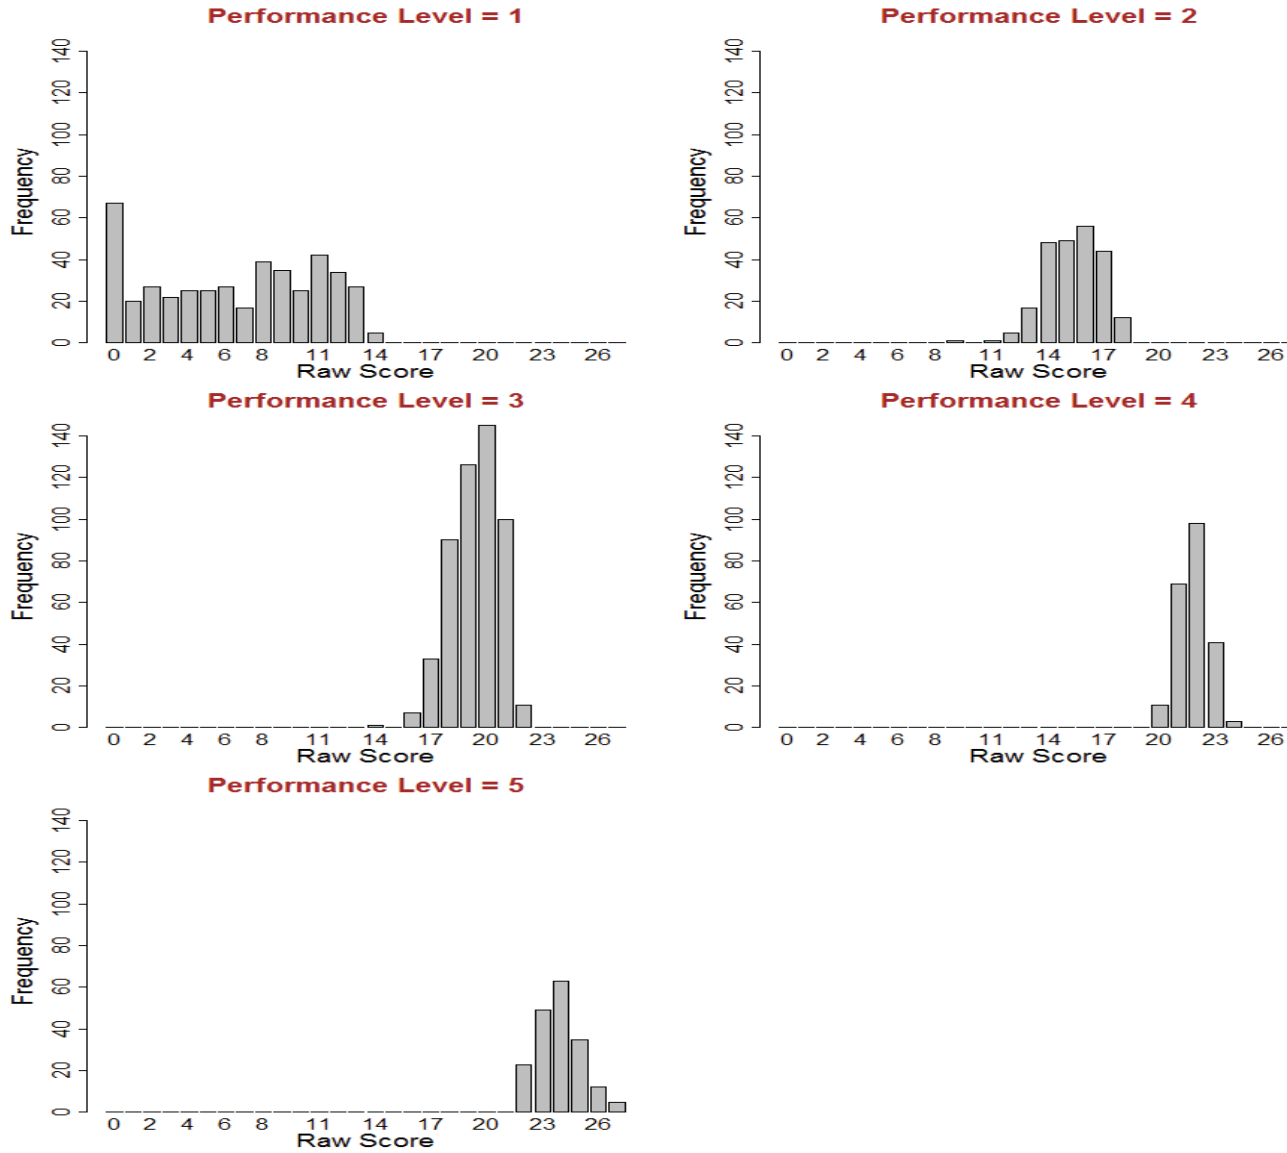 Performance Level = 1
140
120
100
80
60
40
20
0
Frequency
0 2 4 6 8 11 14 17 20 23 26
Raw Score
Performance Level = 2
140
120
100
80
60
40
20
0
Frequency
0 2 4 6 8 11 14 17 20 23 26
Raw Score
Performance Level = 3
140
120
100
80
60
40
20
0
Frequency
0 2 4 6 8 11 14 17 20 23 26
Raw Score
Performance Level = 4
140
120
100
80
60
40
20
0
Frequency
0 2 4 6 8 11 14 17 20 23 26
Raw Score
Performance Level = 5
140
120
100
80
60
40
20
0
Frequency
0 2 4 6 8 11 14 17 20 23 26
Raw Score